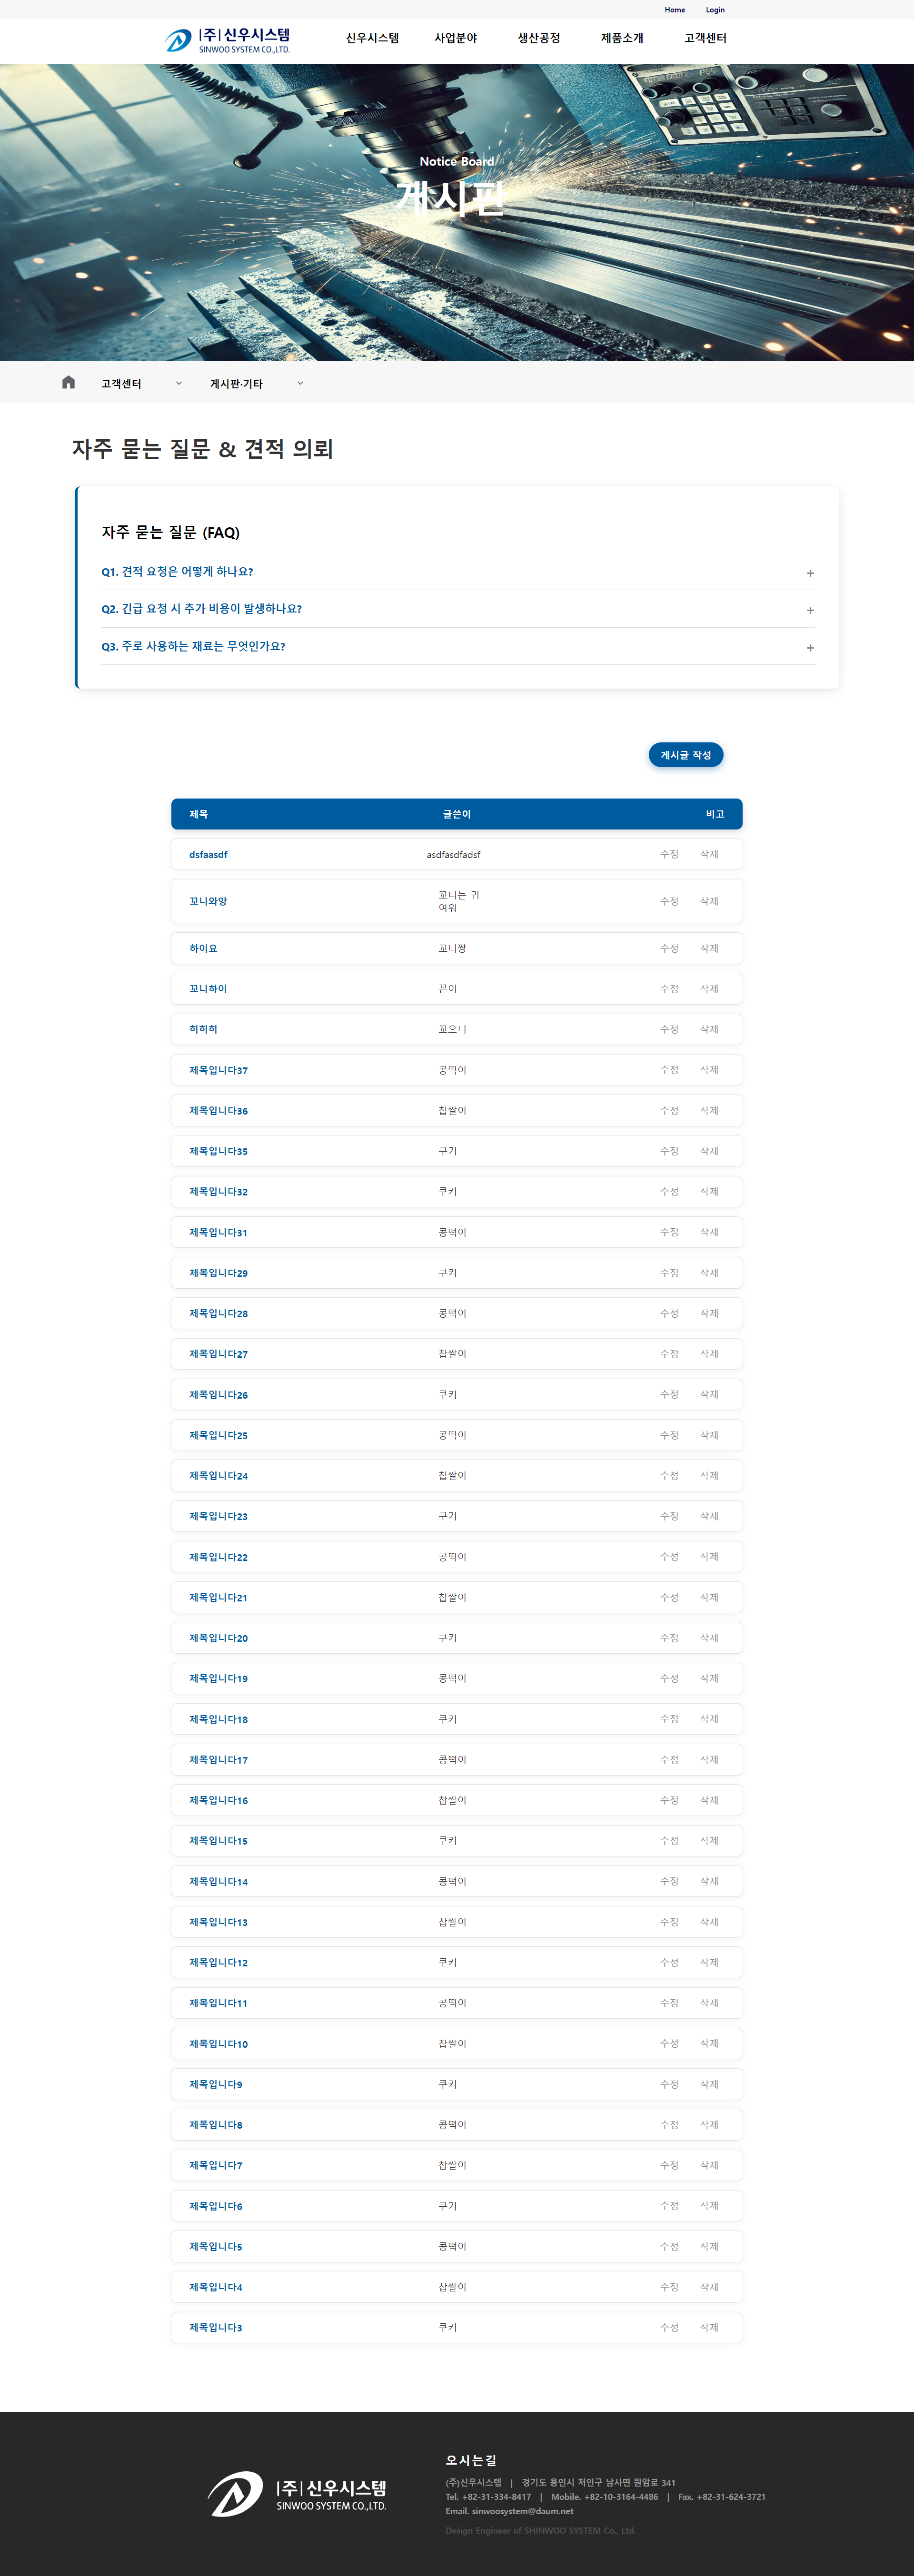 Home Login
|주|신우시스템
SINWOO SYSTEM CO.,LTD.
신우시스템 사업분야 생산공정 제품소개 고객센터
Notice Board
게시판
고객센터 게시판·기타
자주 묻는 질문 & 견적 의뢰
자주 묻는 질문 (FAQ)
Q1. 견적 요청은 어떻게 하나요? +
Q2. 긴급 요청 시 추가 비용이 발생하나요? +
Q3. 주로 사용하는 재료는 무엇인가요? +
게시글 작성
제목 글쓴이 비고
dsfaasdf asdfasdfadsf 수정 삭제
꼬니와앙 꼬니는 귀
여워 수정 삭제
하이요 꼬니짱 수정 삭제
꼬니하이 꼰이 수정 삭제
히히히 꼬으니 수정 삭제
제목입니다37 콩떡이 수정 삭제
제목입니다36 찹쌀이 수정 삭제
제목입니다35 쿠키 수정 삭제
제목입니다32 쿠키 수정 삭제
제목입니다31 콩떡이 수정 삭제
제목입니다29 쿠키 수정 삭제
제목입니다28 콩떡이 수정 삭제
제목입니다27 찹쌀이 수정 삭제
제목입니다26 쿠키 수정 삭제
제목입니다25 콩떡이 수정 삭제
제목입니다24 찹쌀이 수정 삭제
제목입니다23 쿠키 수정 삭제
제목입니다22 콩떡이 수정 삭제
제목입니다21 찹쌀이 수정 삭제
제목입니다20 쿠키 수정 삭제
제목입니다19 콩떡이 수정 삭제
제목입니다18 쿠키 수정 삭제
제목입니다17 콩떡이 수정 삭제
제목입니다16 찹쌀이 수정 삭제
제목입니다15 쿠키 수정 삭제
제목입니다14 콩떡이 수정 삭제
제목입니다13 찹쌀이 수정 삭제
제목입니다12 쿠키 수정 삭제
제목입니다11 콩떡이 수정 삭제
제목입니다10 찹쌀이 수정 삭제
제목입니다9 쿠키 수정 삭제
제목입니다8 콩떡이 수정 삭제
제목입니다7 찹쌀이 수정 삭제
제목입니다6 쿠키 수정 삭제
제목입니다5 콩떡이 수정 삭제
제목입니다4 찹쌀이 수정 삭제
제목입니다3 쿠키 수정 삭제
|주|신우시스템
SINWOO SYSTEM CO.,LTD.
오시는길
(주)신우시스템 | 경기도 용인시 처인구 남사면 원암로 341
Tel. +82-31-334-8417 | Mobile. +82-10-3164-4486 | Fax. +82-31-624-3721
Email. sinwoosystem@daum.net
Design Engineer of SHINWOO SYSTEM Co., Ltd.